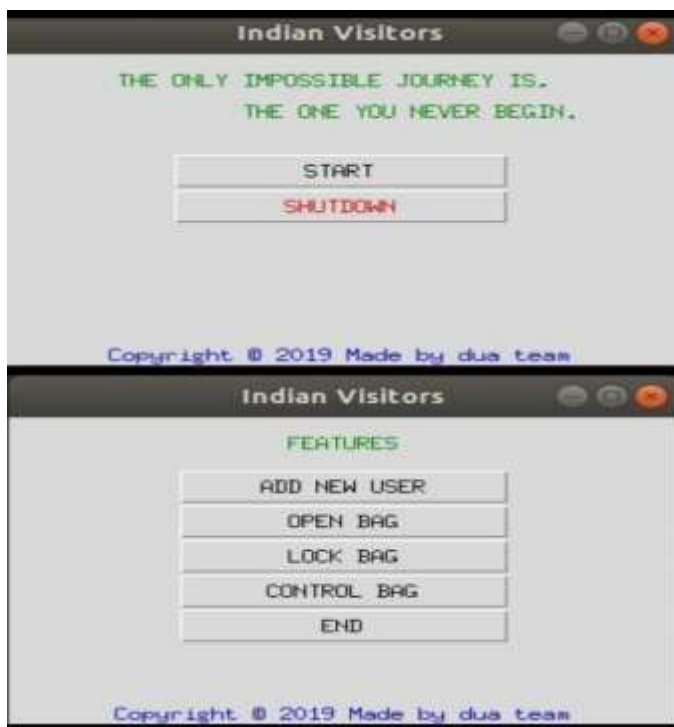 Indian Visitors
THE ONLY IMPOSSIBLE JOURNEY IS.
THE ONE YOU NEVER BEGIN.
START
SHUTDOWN
Copyright © 2019 Made by dua team
Indian Visitors
FEATURES
ADD NEW USER
OPEN BAG
LOCK BAG
CONTROL BAG
END
Copyright © 2019 Made by dua team